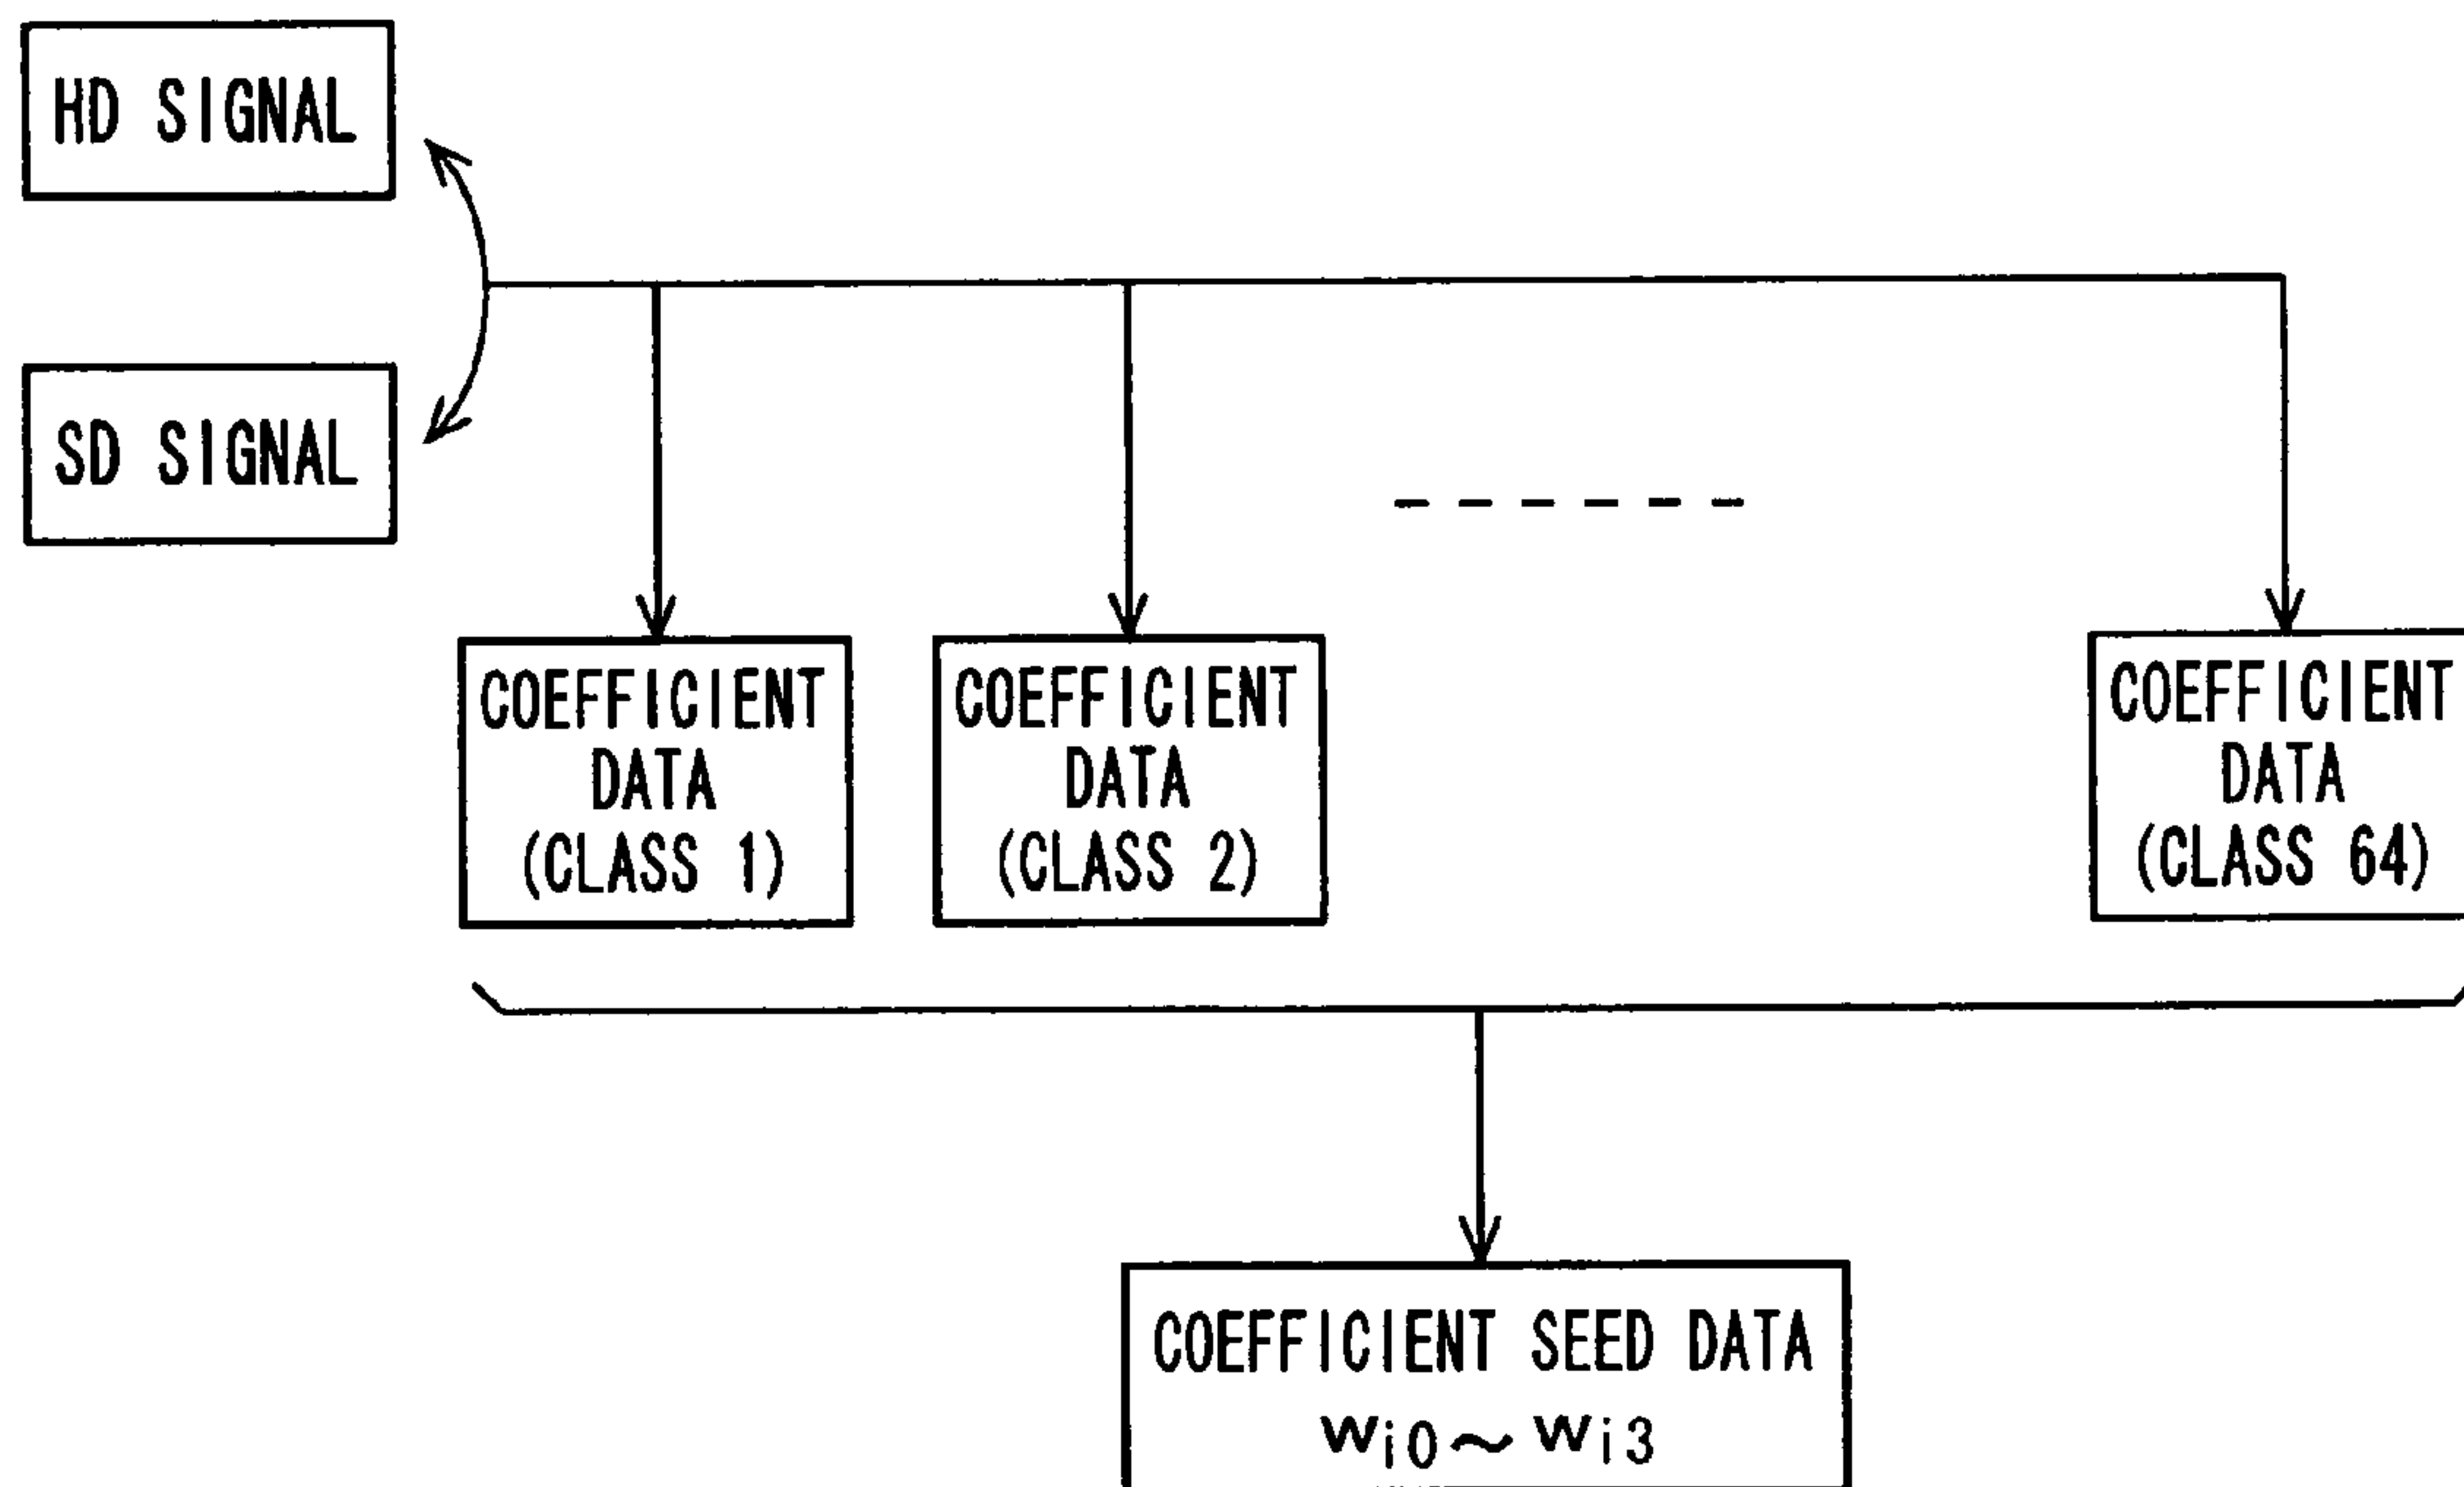 HD SIGNAL
SD SIGNAL
COEFFICIENT
DATA
(CLASS 1)
COEFFICIENT
DATA
(CLASS 2)
COEFFICIENT
DATA
(CLASS 64)
COEFFICIENT SEED DATA
wi0~wi3